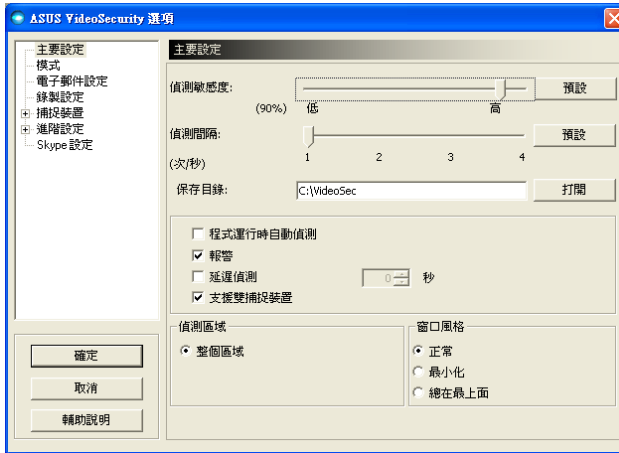 ASUS VideoSecurity 選項
主要設定
模式
電子郵件設定
錄製設定
捕捉裝置
進階設定
Skype 設定
確定
取消
輔助說明
主要設定
偵測敏感度:
預設
(90%) 低 高
偵測間隔:
預設
(次/秒) 1 2 3 4
保存目錄: C:\VideoSec 打開
程式運行時自動偵測
報警
延遲偵測 0 秒
支援雙捕捉裝置
偵測區域
整個區域
窗口風格
正常
最小化
總在最上面